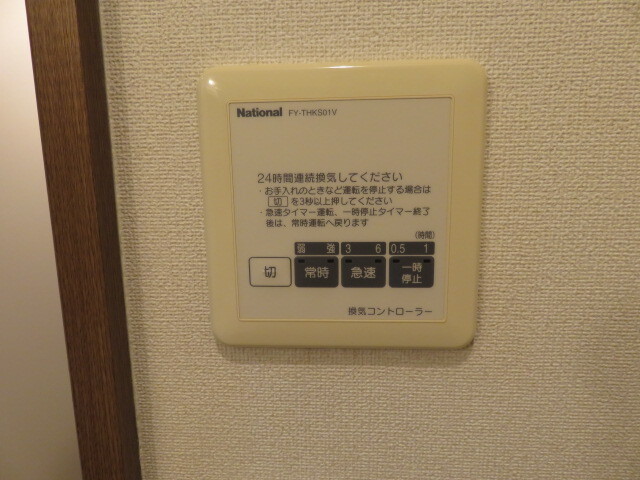 National FY-THKS01V
24時間連続換気してください
・お手入れのときなど運転を停止する場合は
切 を3秒以上押してください
・急速タイマー運転、一時停止タイマー終了
後は、常時運転へ戻ります
(時間)
弱 強 3 6 0.5 1
切 常時 急速 一時停止
換気コントローラー